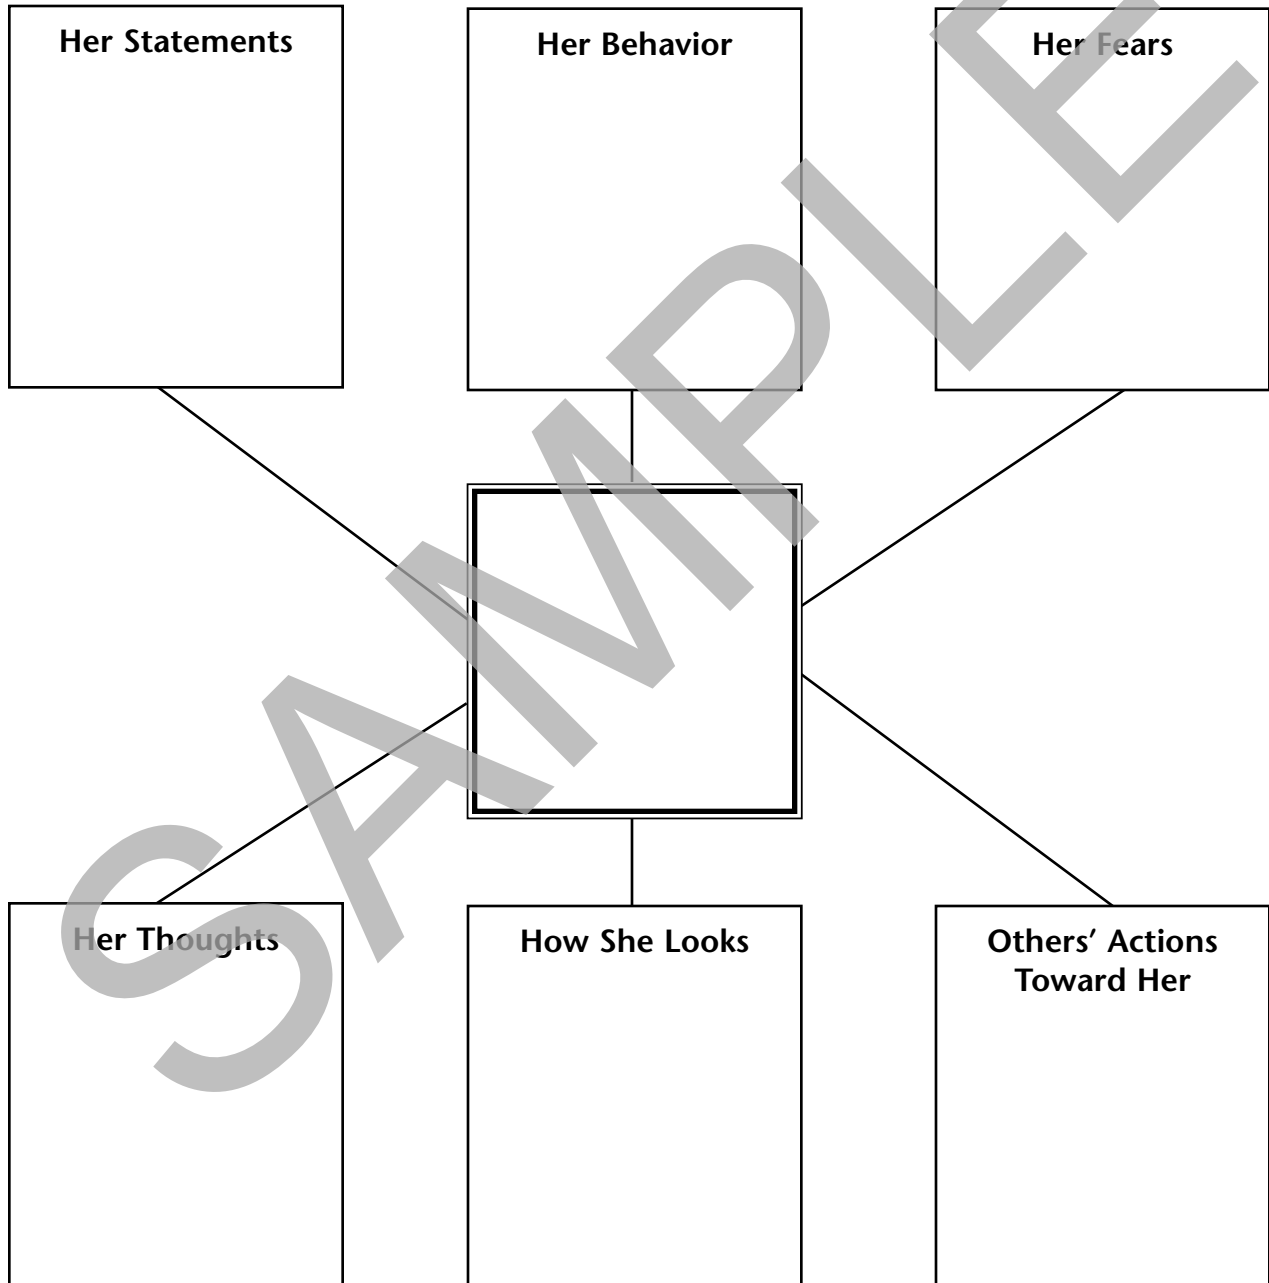 Her Statements
Her Behavior
Her Fears
Her Thoughts
How She Looks
Others’ Actions
Toward Her
SAMPLE